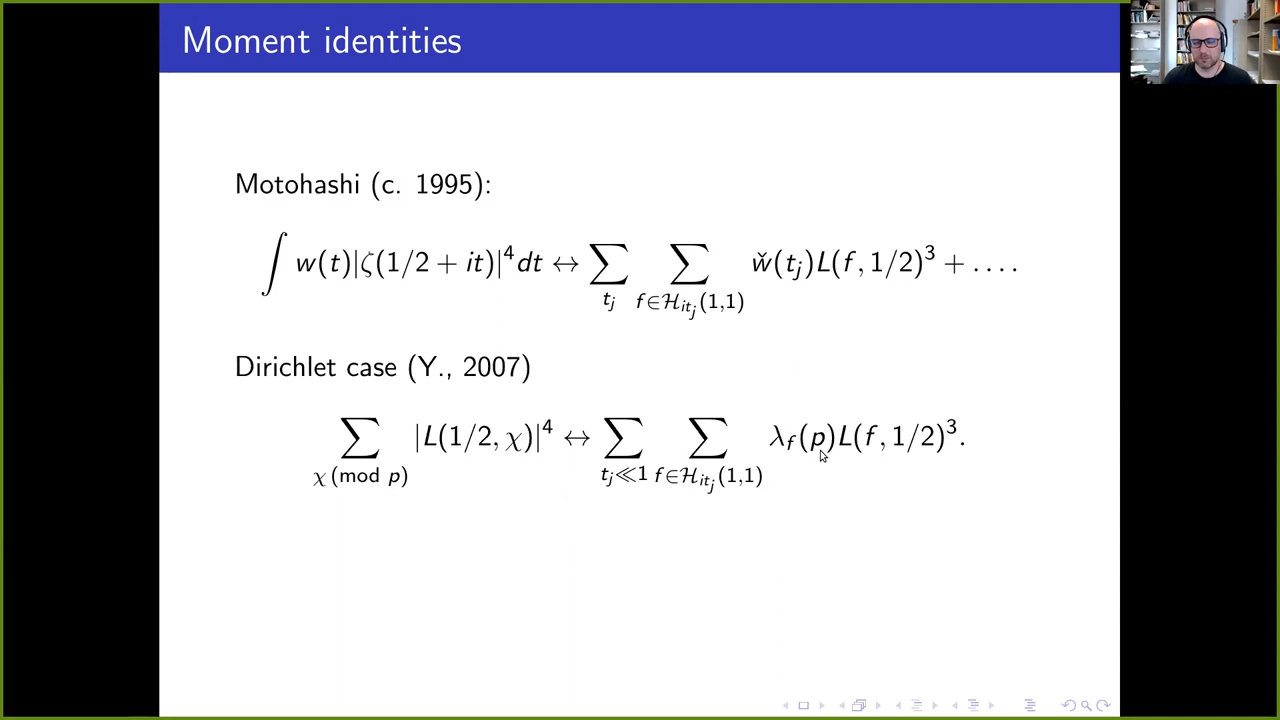 Moment identities
Motohashi (c. 1995):
∫ w(t)|ζ(1/2 + it)|⁴dt ↔ ∑_{t_j} ∑_{f∈ℋ_{it_j}(1,1)} w̌(t_j)L(f, 1/2)³ + . . . .
Dirichlet case (Y., 2007)
∑_{χ (mod p)} |L(1/2, χ)|⁴ ↔ ∑_{t_j≪1} ∑_{f∈ℋ_{it_j}(1,1)} λ_f(p)L(f, 1/2)³.